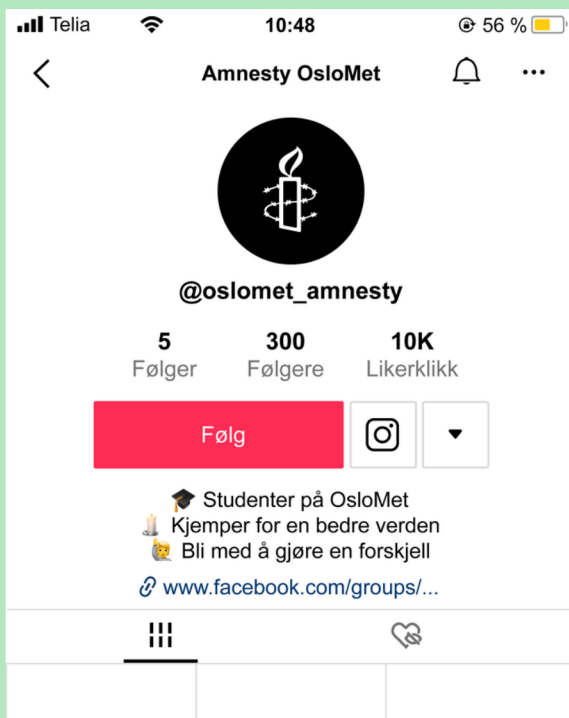 Telia 10:48 56 %
Amnesty OsloMet
@oslomet_amnesty
5 300 10K
Følger Følgere Likerklikk
Følg
Studenter på OsloMet
Kjemper for en bedre verden
Bli med å gjøre en forskjell
www.facebook.com/groups/...